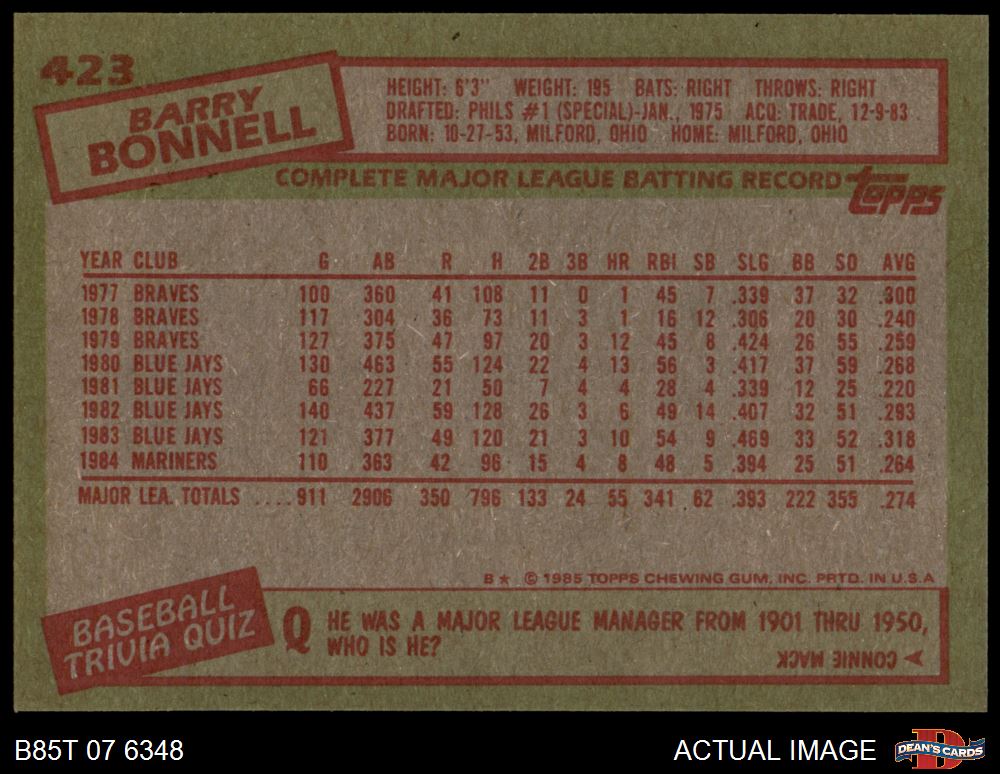 423
BARRY
BONNELL
HEIGHT: 6'3" WEIGHT: 195 BATS: RIGHT THROWS: RIGHT
DRAFTED: PHILS #1 (SPECIAL)-JAN., 1975 ACQ: TRADE, 12-9-83
BORN: 10-27-53, MILFORD, OHIO HOME: MILFORD, OHIO
COMPLETE MAJOR LEAGUE BATTING RECORD topps
YEAR CLUB G AB R H 2B 3B HR RBI SB SLG BB SO AVG
1977 BRAVES 100 360 41 108 11 0 1 45 7 .339 37 32 .300
1978 BRAVES 117 304 36 73 11 3 1 16 12 .306 20 30 .240
1979 BRAVES 127 375 47 97 20 3 12 45 8 .424 26 55 .259
1980 BLUE JAYS 130 463 55 124 22 4 13 56 3 .417 37 59 .268
1981 BLUE JAYS 66 227 21 50 7 4 4 28 4 .339 12 25 .220
1982 BLUE JAYS 140 437 59 128 26 3 6 49 14 .407 32 51 .293
1983 BLUE JAYS 121 377 49 120 21 3 10 54 9 .469 33 52 .318
1984 MARINERS 110 363 42 96 15 4 8 48 5 .394 25 51 .264
MAJOR LEA. TOTALS ....911 2906 350 796 133 24 55 341 62 .393 222 355 .274
B★ © 1985 TOPPS CHEWING GUM, INC. PRTD. IN U.S.A
BASEBALL
TRIVIA QUIZ
Q HE WAS A MAJOR LEAGUE MANAGER FROM 1901 THRU 1950,
WHO IS HE?
CONNIE MACK
B85T 07 6348
ACTUAL IMAGE
D
DEAN'S CARDS